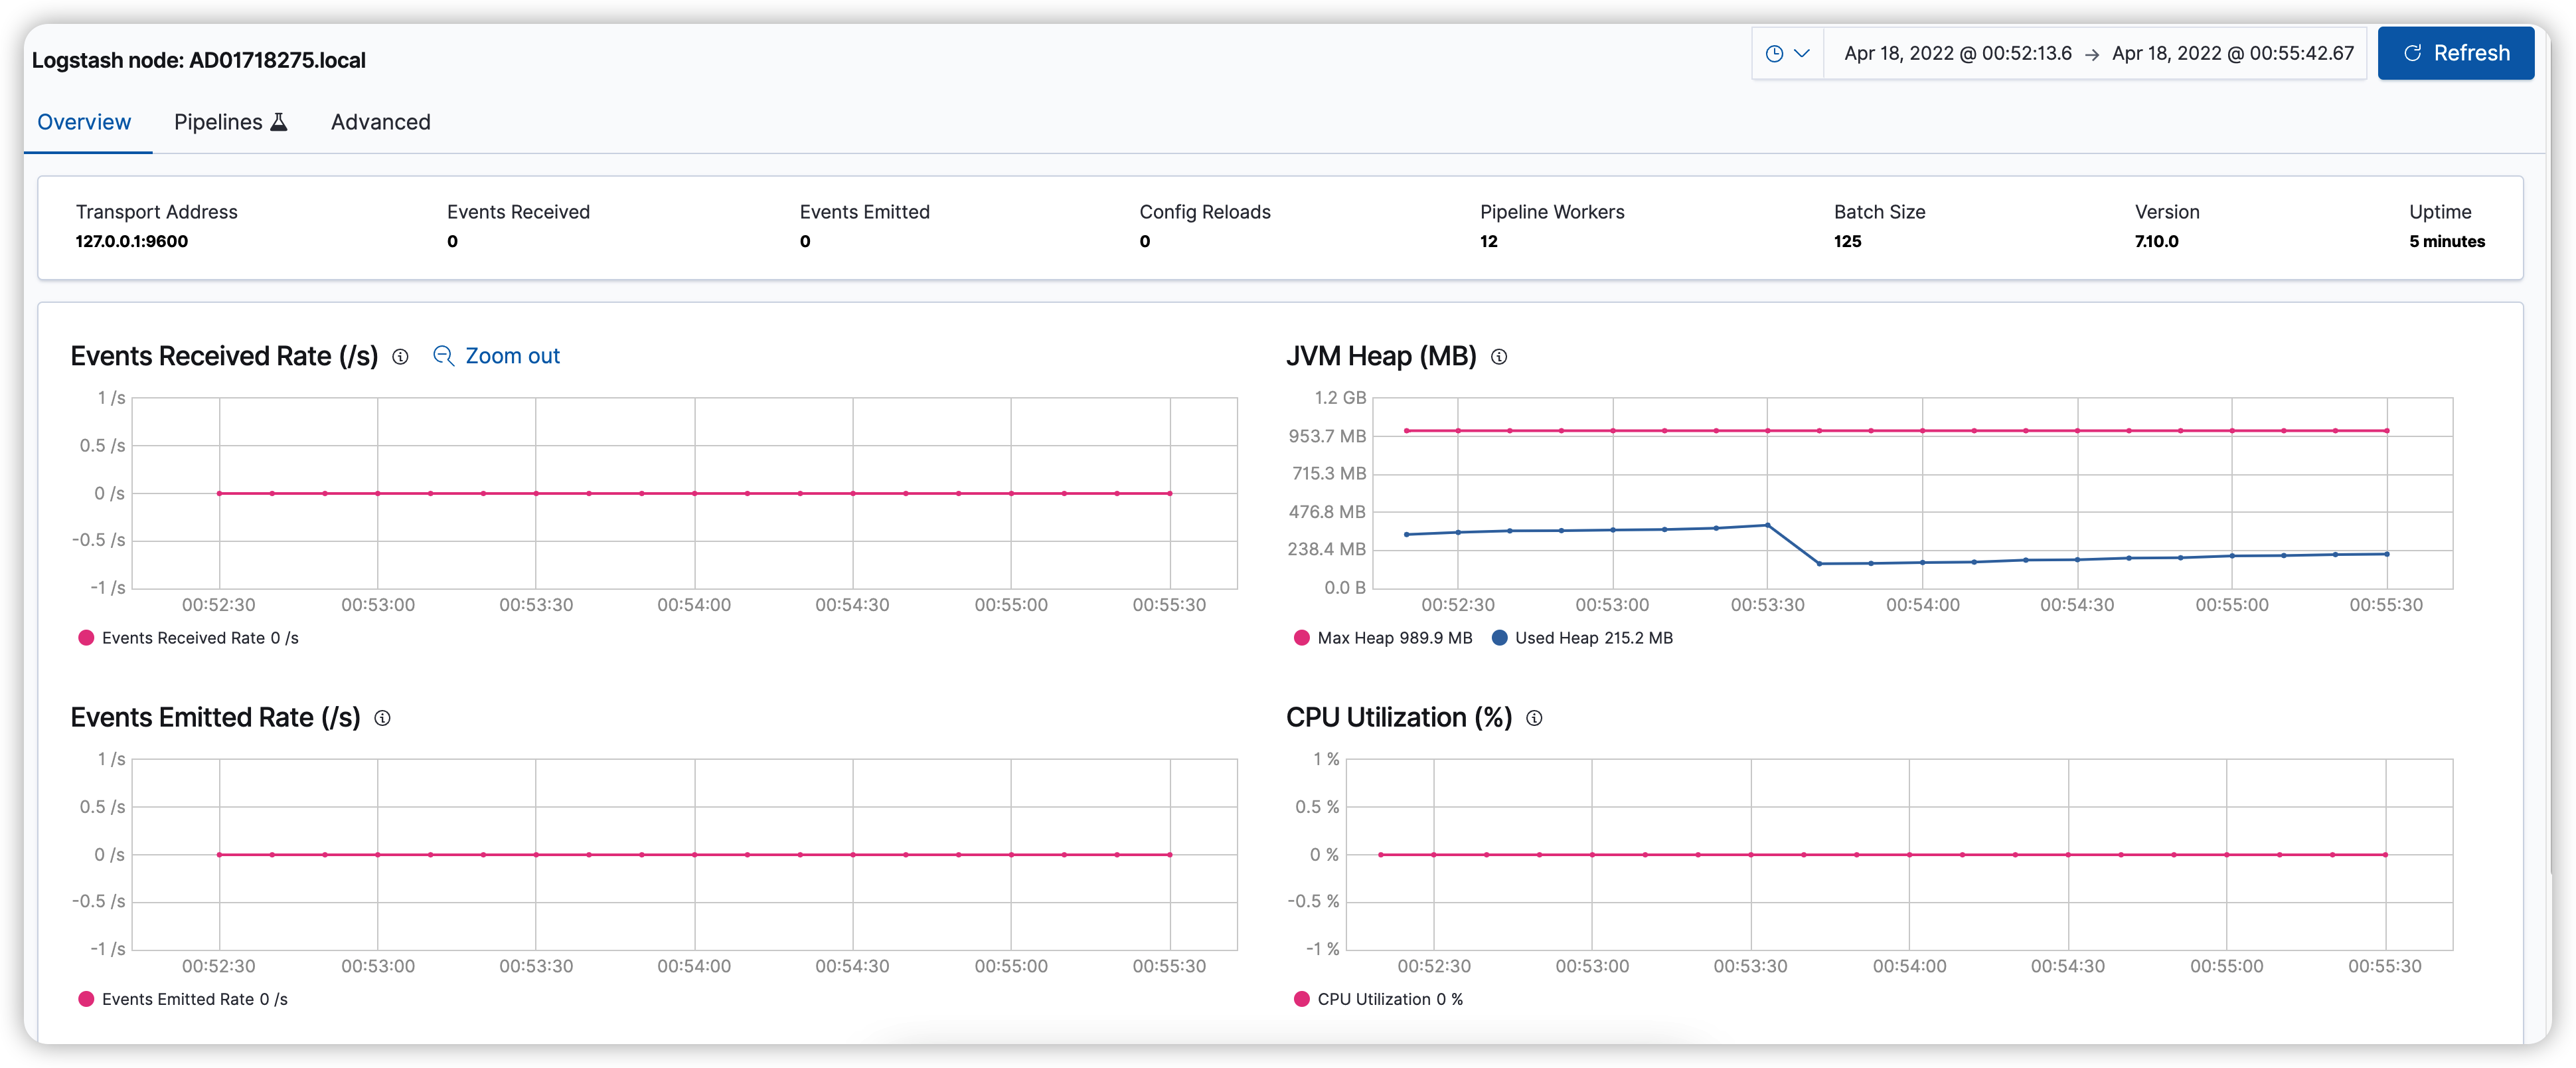 Logstash node: AD01718275.local
Apr 18, 2022 @ 00:52:13.6 → Apr 18, 2022 @ 00:55:42.67 Refresh
Overview Pipelines Advanced
Transport Address Events Received Events Emitted Config Reloads Pipeline Workers Batch Size Version Uptime
127.0.0.1:9600 0 0 0 12 125 7.10.0 5 minutes
Events Received Rate (/s) Zoom out
1 /s
0.5 /s
0 /s
-0.5 /s
-1 /s
00:52:30 00:53:00 00:53:30 00:54:00 00:54:30 00:55:00 00:55:30
Events Received Rate 0 /s
JVM Heap (MB)
1.2 GB
953.7 MB
715.3 MB
476.8 MB
238.4 MB
0.0 B
00:52:30 00:53:00 00:53:30 00:54:00 00:54:30 00:55:00 00:55:30
Max Heap 989.9 MB Used Heap 215.2 MB
Events Emitted Rate (/s)
1 /s
0.5 /s
0 /s
-0.5 /s
-1 /s
00:52:30 00:53:00 00:53:30 00:54:00 00:54:30 00:55:00 00:55:30
Events Emitted Rate 0 /s
CPU Utilization (%)
1 %
0.5 %
0 %
-0.5 %
-1 %
00:52:30 00:53:00 00:53:30 00:54:00 00:54:30 00:55:00 00:55:30
CPU Utilization 0 %